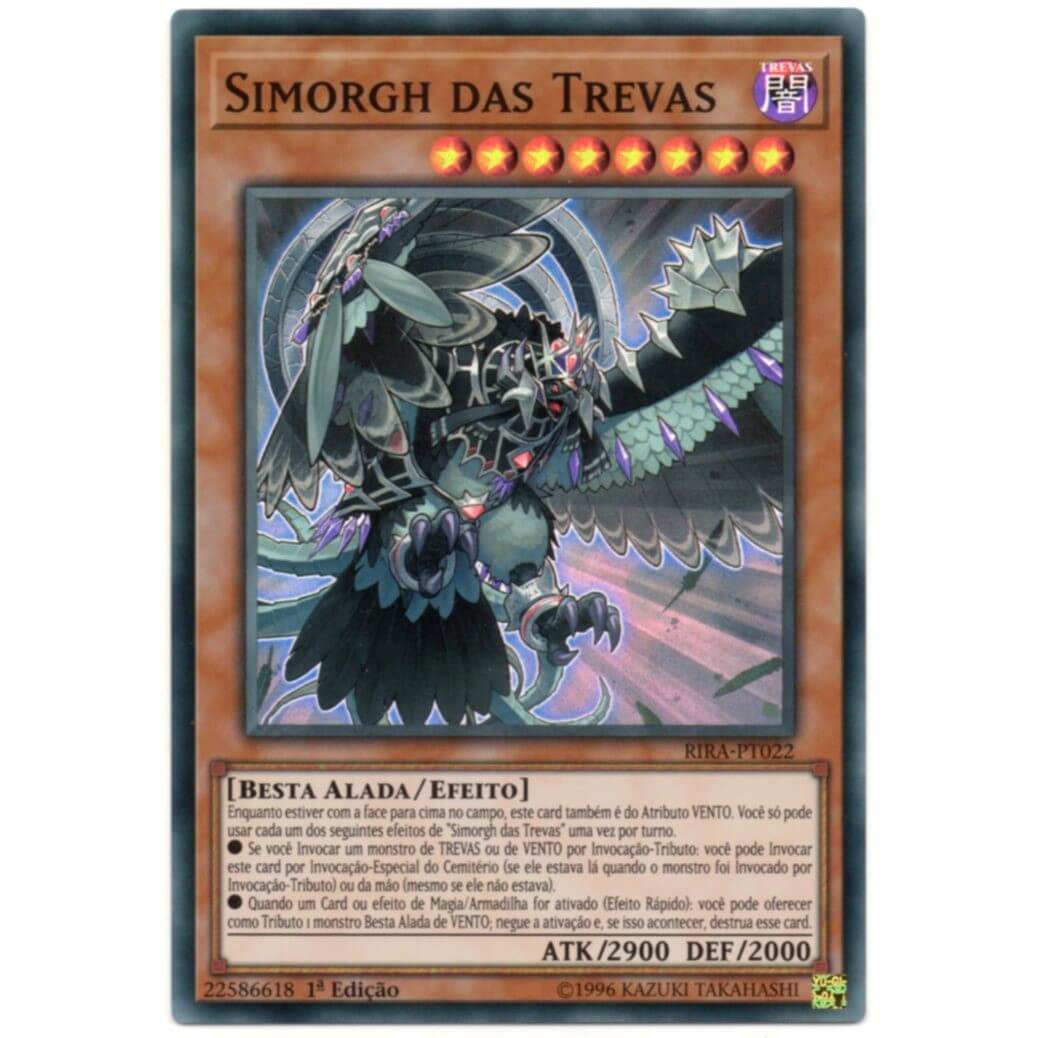 SIMORGH DAS TREVAS
TREVAS
闇
RIRA-PT022
[BESTA ALADA/EFEITO]
Enquanto estiver com a face para cima no campo, este card também é do Atributo VENTO. Você só pode
usar cada um dos seguintes efeitos de "Simorgh das Trevas" uma vez por turno.
● Se você Invocar um monstro de TREVAS ou de VENTO por Invocação-Tributo: você pode Invocar
este card por Invocação-Especial do Cemitério (se ele estava lá quando o monstro foi Invocado por
Invocação-Tributo) ou da mão (mesmo se ele não estava).
● Quando um Card ou efeito de Magia/Armadilha for ativado (Efeito Rápido): você pode oferecer
como Tributo 1 monstro Besta Alada de VENTO; negue a ativação e, se isso acontecer, destrua esse card.
ATK/2900 DEF/2000
22586618 1ª Edição ©1996 KAZUKI TAKAHASHI